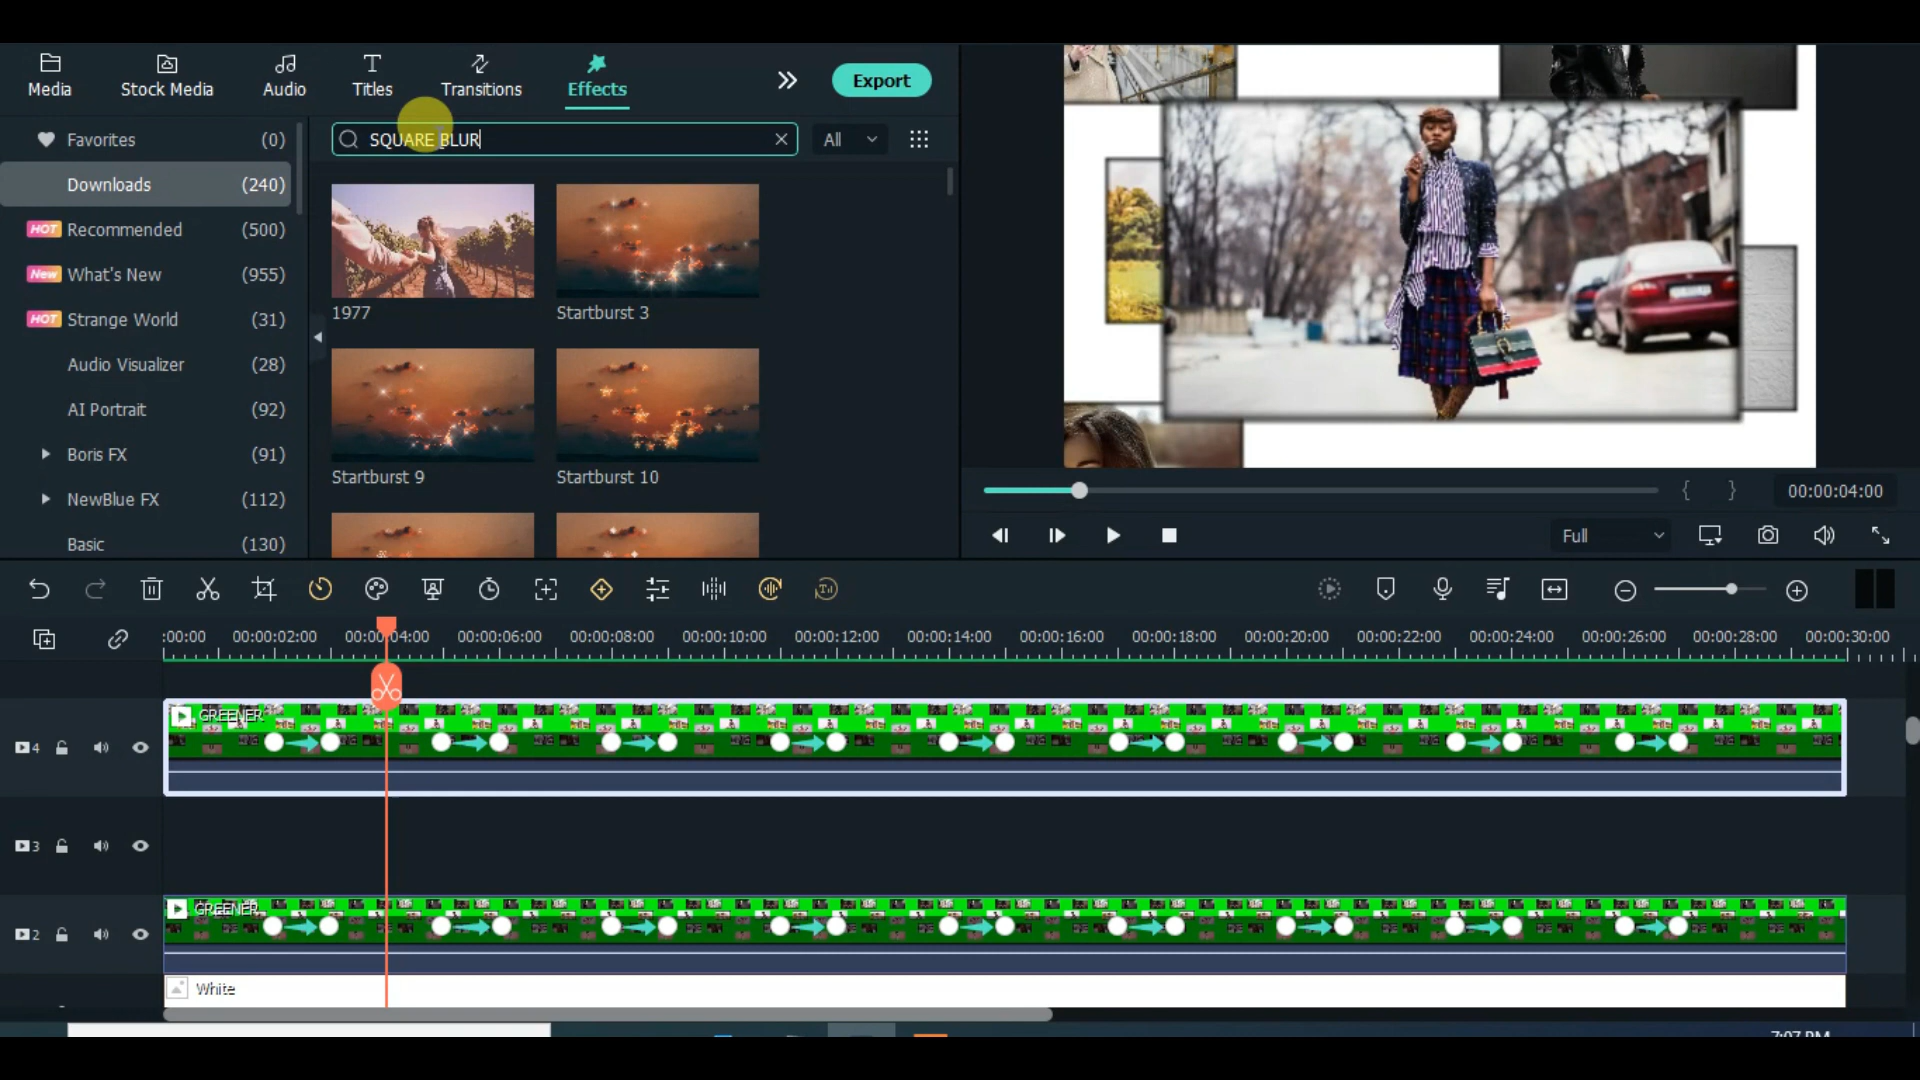 Media
Stock Media
Audio
Titles
Transitions
Effects
Export
Favorites (0)
Downloads (240)
HOT Recommended (500)
New What's New (955)
HOT Strange World (31)
Audio Visualizer (28)
AI Portrait (92)
Boris FX (91)
NewBlue FX (112)
Basic (130)
SQUARE BLUR
All
1977
Startburst 3
Startburst 9
Startburst 10
{ }
00:00:04:00
Full
:00:00 00:00:02:00 00:00:04:00 00:00:06:00 00:00:08:00 00:00:10:00 00:00:12:00 00:00:14:00 00:00:16:00 00:00:18:00 00:00:20:00 00:00:22:00 00:00:24:00 00:00:26:00 00:00:28:00 00:00:30:00
4
GREENER
3
2
GREENER
White
7:07 PM